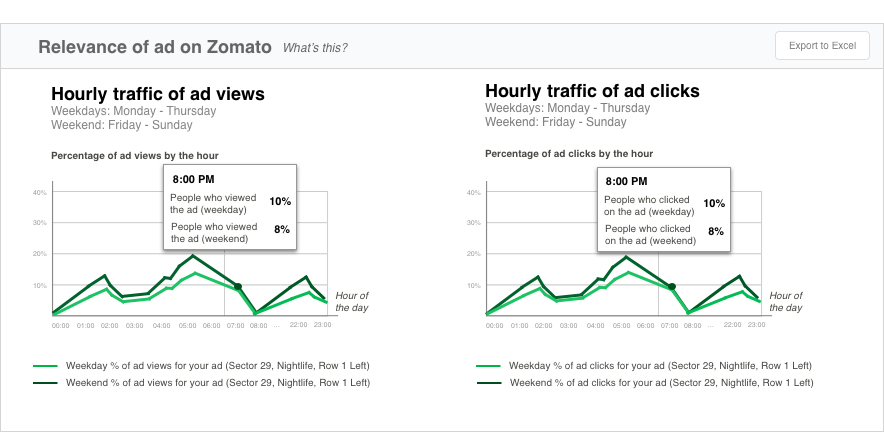 Relevance of ad on Zomato What's this?
Export to Excel
Hourly traffic of ad views
Weekdays: Monday - Thursday
Weekend: Friday - Sunday
Percentage of ad views by the hour
8:00 PM
People who viewed
the ad (weekday)
10%
People who viewed
the ad (weekend)
8%
40%
30%
20%
10%
Hour of
the day
00:00 01:00 02:00 03:00 04:00 05:00 06:00 07:00 08:00 ... 22:00 23:00
Weekday % of ad views for your ad (Sector 29, Nightlife, Row 1 Left)
Weekend % of ad views for your ad (Sector 29, Nightlife, Row 1 Left)
Hourly traffic of ad clicks
Weekdays: Monday - Thursday
Weekend: Friday - Sunday
Percentage of ad clicks by the hour
8:00 PM
People who clicked
on the ad (weekday)
10%
People who clicked
on the ad (weekend)
8%
40%
30%
20%
10%
Hour of
the day
00:00 01:00 02:00 03:00 04:00 05:00 06:00 07:00 08:00 ... 22:00 23:00
Weekday % of ad clicks for your ad (Sector 29, Nightlife, Row 1 Left)
Weekend % of ad clicks for your ad (Sector 29, Nightlife, Row 1 Left)